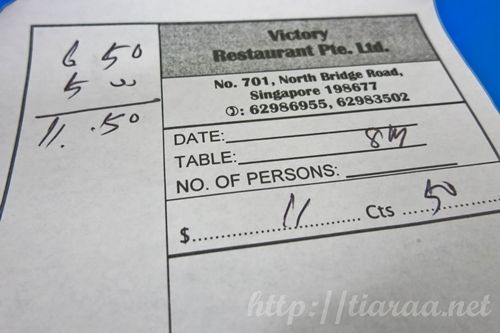 6 50
5 00
11. 50
Victory
Restaurant Pte. Ltd.
No. 701, North Bridge Road,
Singapore 198677
✆: 62986955, 62983502
DATE:
TABLE: 8M
NO. OF PERSONS:
$ 11 Cts 50
http://tiaraa.net